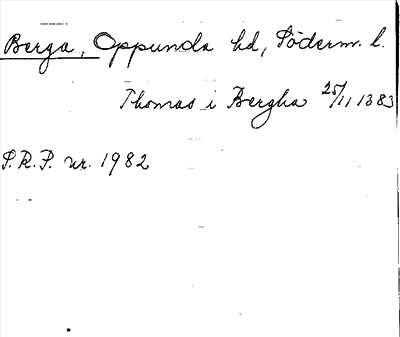 Berga, Oppunda hd, Söderm. l.
Thomas i Bergha 25/11 1383
S.R.P. nr. 1982